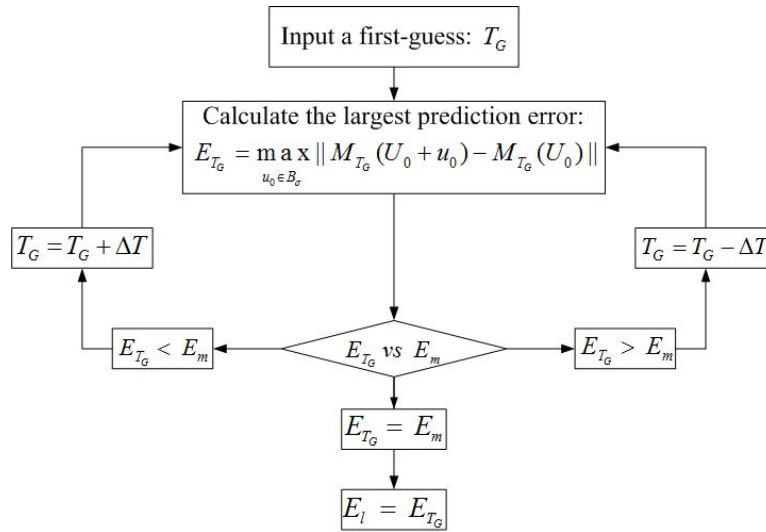 Input a first-guess: T_G
Calculate the largest prediction error:
E_{T_G} = max_{u_0 ∈ B_σ} || M_{T_G} (U_0 + u_0) − M_{T_G} (U_0) ||
T_G = T_G + ΔT
T_G = T_G − ΔT
E_{T_G} < E_m
E_{T_G} vs E_m
E_{T_G} > E_m
E_{T_G} = E_m
E_l = E_{T_G}